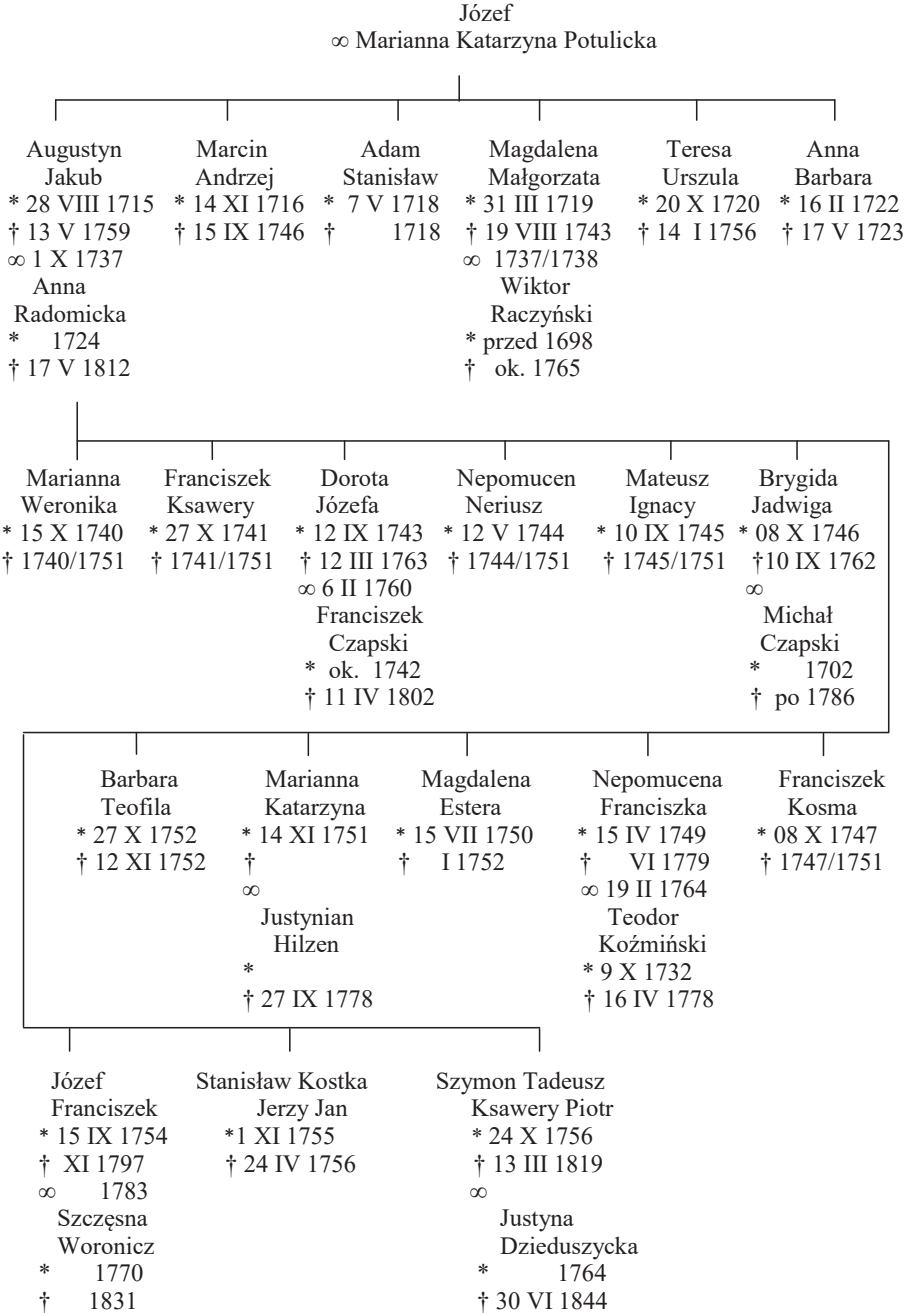 Józef
∞ Marianna Katarzyna Potulicka
Augustyn
Jakub
* 28 VIII 1715
† 13 V 1759
∞ 1 X 1737
Anna
Radomicka
* 1724
† 17 V 1812
Marcin
Andrzej
* 14 XI 1716
† 15 IX 1746
Adam
Stanisław
* 7 V 1718
† 1718
Magdalena
Małgorzata
* 31 III 1719
† 19 VIII 1743
∞ 1737/1738
Wiktor
Raczyński
* przed 1698
† ok. 1765
Teresa
Urszula
* 20 X 1720
† 14 I 1756
Anna
Barbara
* 16 II 1722
† 17 V 1723
Marianna
Weronika
* 15 X 1740
† 1740/1751
Franciszek
Ksawery
* 27 X 1741
† 1741/1751
Dorota
Józefa
* 12 IX 1743
† 12 III 1763
∞ 6 II 1760
Franciszek
Czapski
* ok. 1742
† 11 IV 1802
Nepomucen
Neriusz
* 12 V 1744
† 1744/1751
Mateusz
Ignacy
* 10 IX 1745
† 1745/1751
Brygida
Jadwiga
* 08 X 1746
†10 IX 1762
∞
Michał
Czapski
* 1702
† po 1786
Barbara
Teofila
* 27 X 1752
† 12 XI 1752
Marianna
Katarzyna
* 14 XI 1751
†
∞
Justynian
Hilzen
*
† 27 IX 1778
Magdalena
Estera
* 15 VII 1750
† I 1752
Nepomucena
Franciszka
* 15 IV 1749
† VI 1779
∞ 19 II 1764
Teodor
Koźmiński
* 9 X 1732
† 16 IV 1778
Franciszek
Kosma
* 08 X 1747
† 1747/1751
Józef
Franciszek
* 15 IX 1754
† XI 1797
∞ 1783
Szczęsna
Woronicz
* 1770
† 1831
Stanisław Kostka
Jerzy Jan
*1 XI 1755
† 24 IV 1756
Szymon Tadeusz
Ksawery Piotr
* 24 X 1756
† 13 III 1819
∞
Justyna
Dzieduszycka
* 1764
† 30 VI 1844